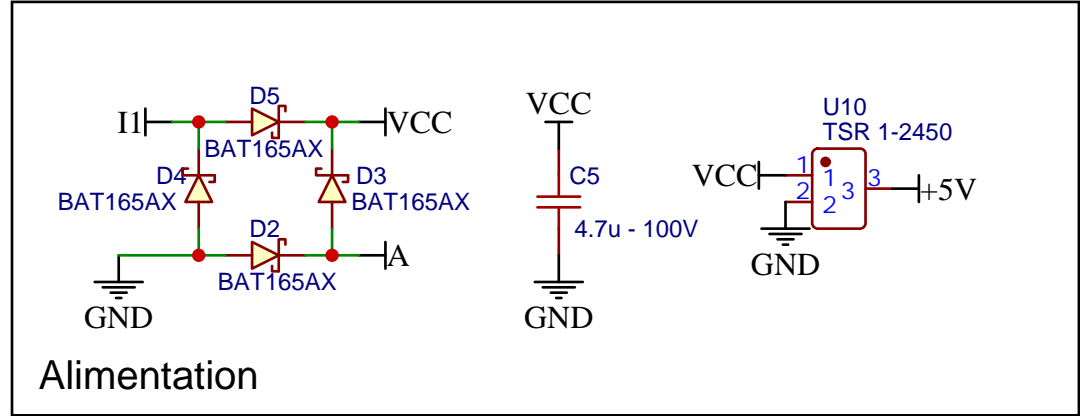 D5
I1
VCC
BAT165AX
D4
BAT165AX
D3
BAT165AX
D2
BAT165AX
A
GND
VCC
C5
4.7u - 100V
GND
U10
TSR 1-2450
VCC
1
1
2
2
3
3
+5V
GND
Alimentation